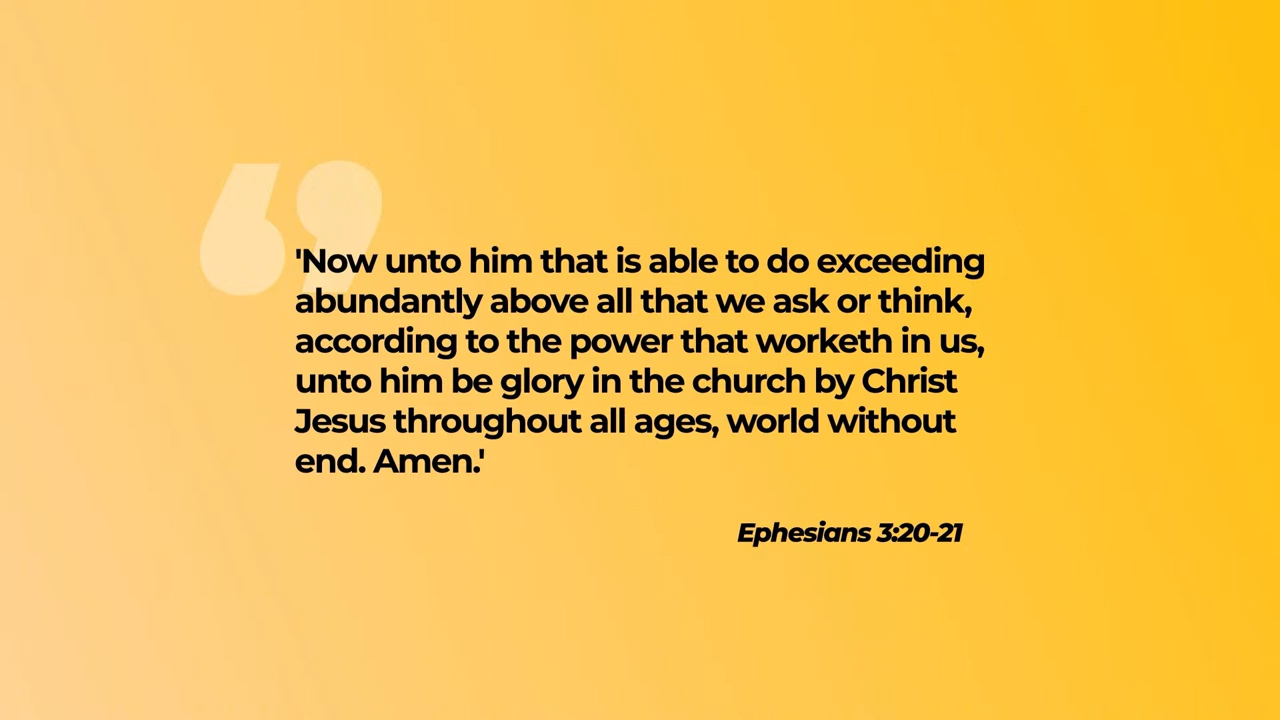 'Now unto him that is able to do exceeding
abundantly above all that we ask or think,
according to the power that worketh in us,
unto him be glory in the church by Christ
Jesus throughout all ages, world without
end. Amen.'
Ephesians 3:20-21